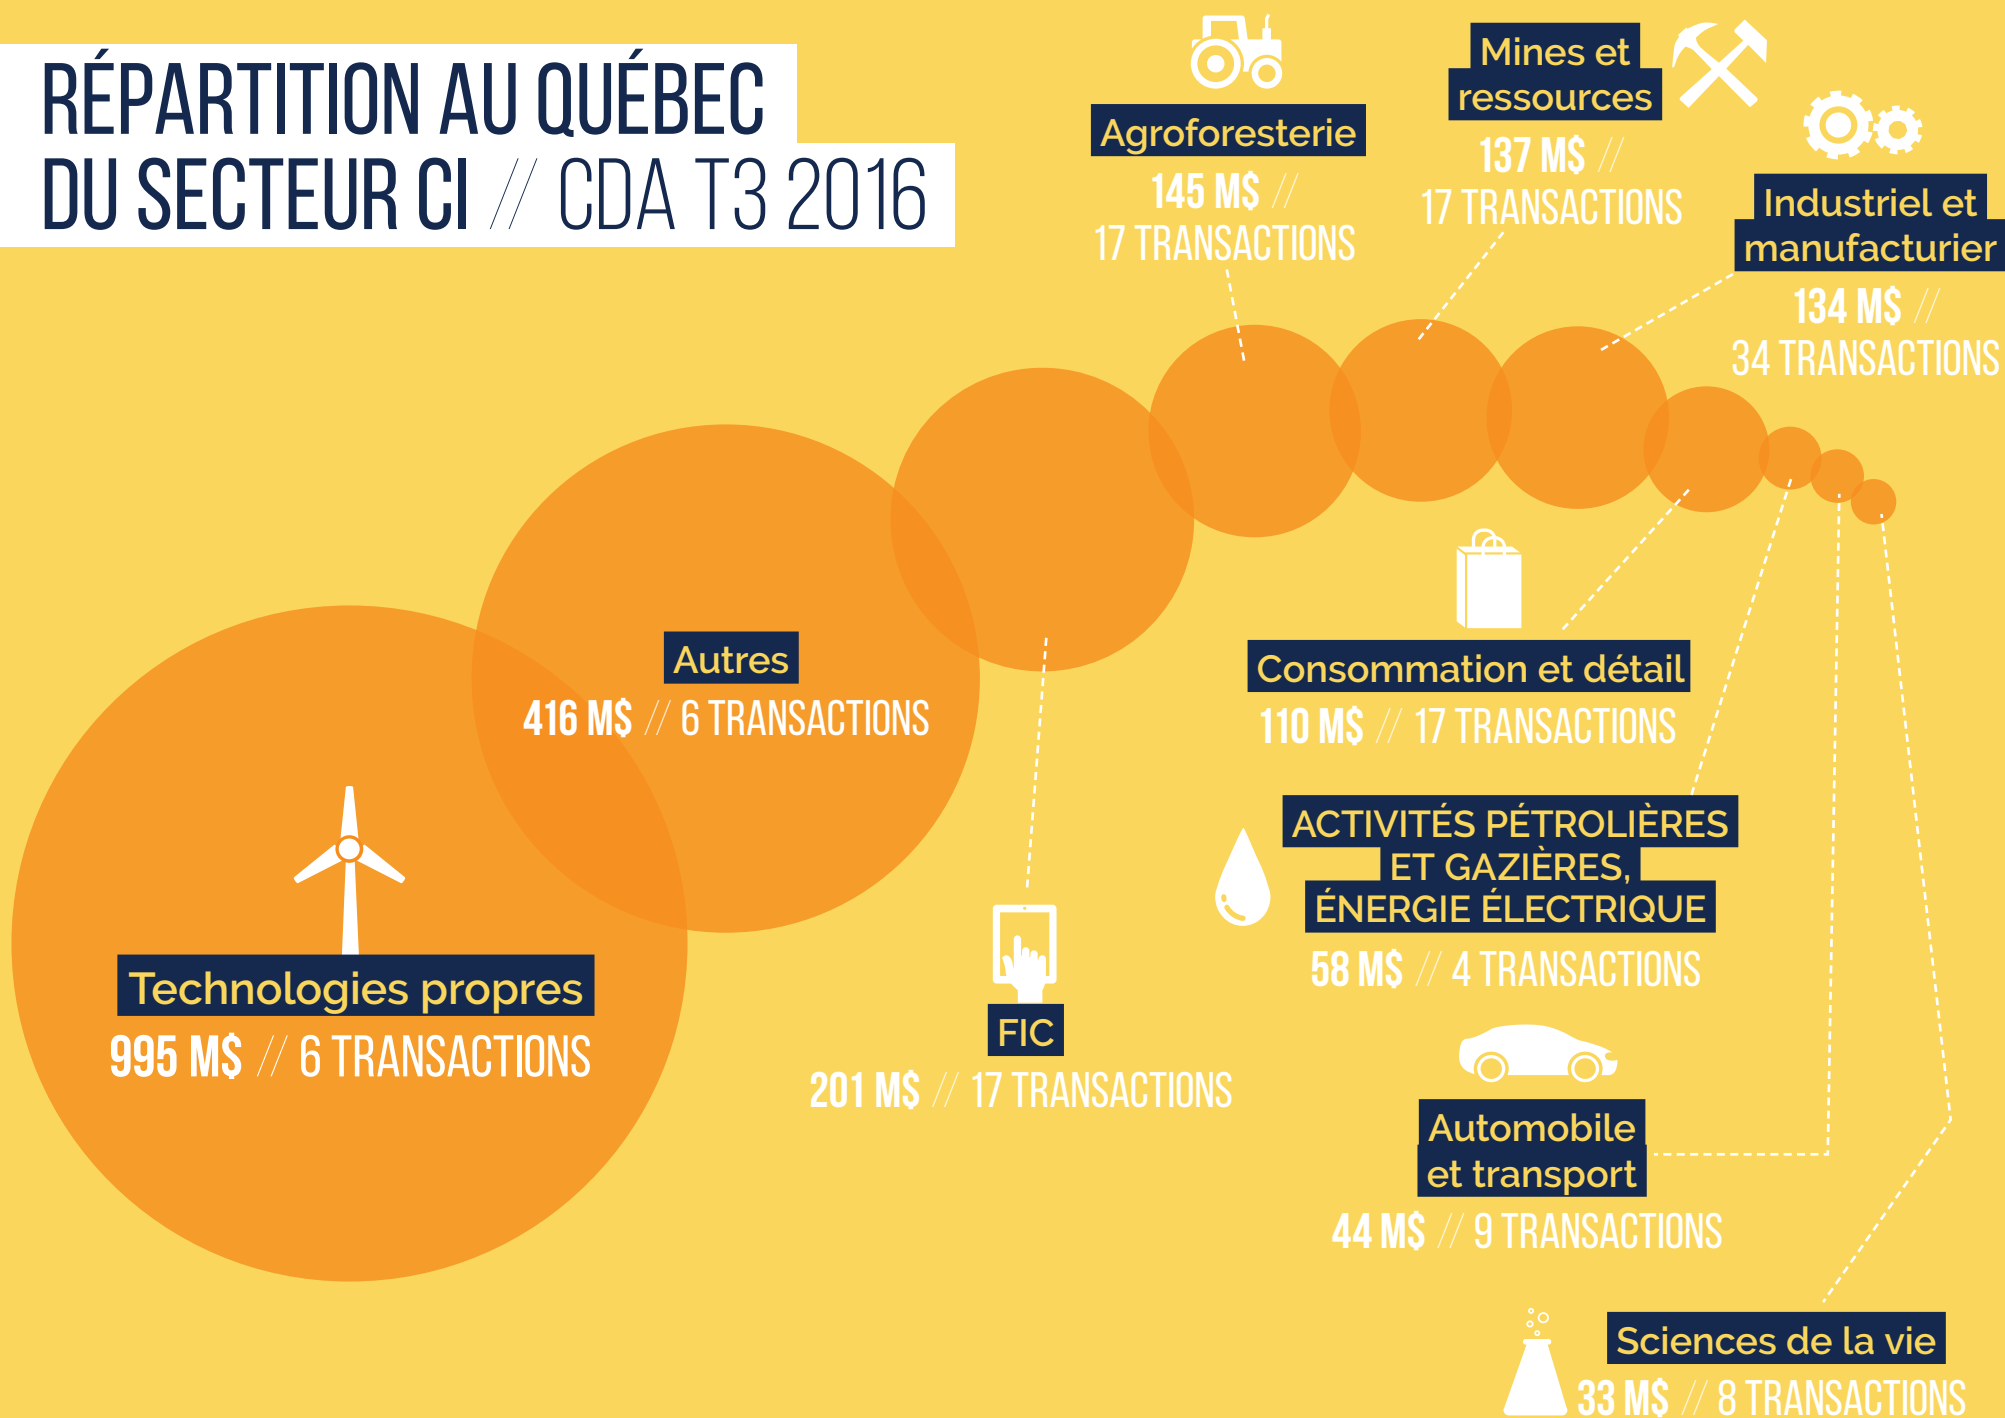 RÉPARTITION AU QUÉBEC
DU SECTEUR CI // CDA T3 2016
Agroforesterie
145 M$ //
17 TRANSACTIONS
Mines et
ressources
137 M$ //
17 TRANSACTIONS
Industriel et
manufacturier
134 M$ //
34 TRANSACTIONS
Autres
416 M$ // 6 TRANSACTIONS
Technologies propres
995 M$ // 6 TRANSACTIONS
FIC
201 M$ // 17 TRANSACTIONS
Consommation et détail
110 M$ // 17 TRANSACTIONS
ACTIVITÉS PÉTROLIÈRES
ET GAZIÈRES,
ÉNERGIE ÉLECTRIQUE
58 M$ // 4 TRANSACTIONS
Automobile
et transport
44 M$ // 9 TRANSACTIONS
Sciences de la vie
33 M$ // 8 TRANSACTIONS